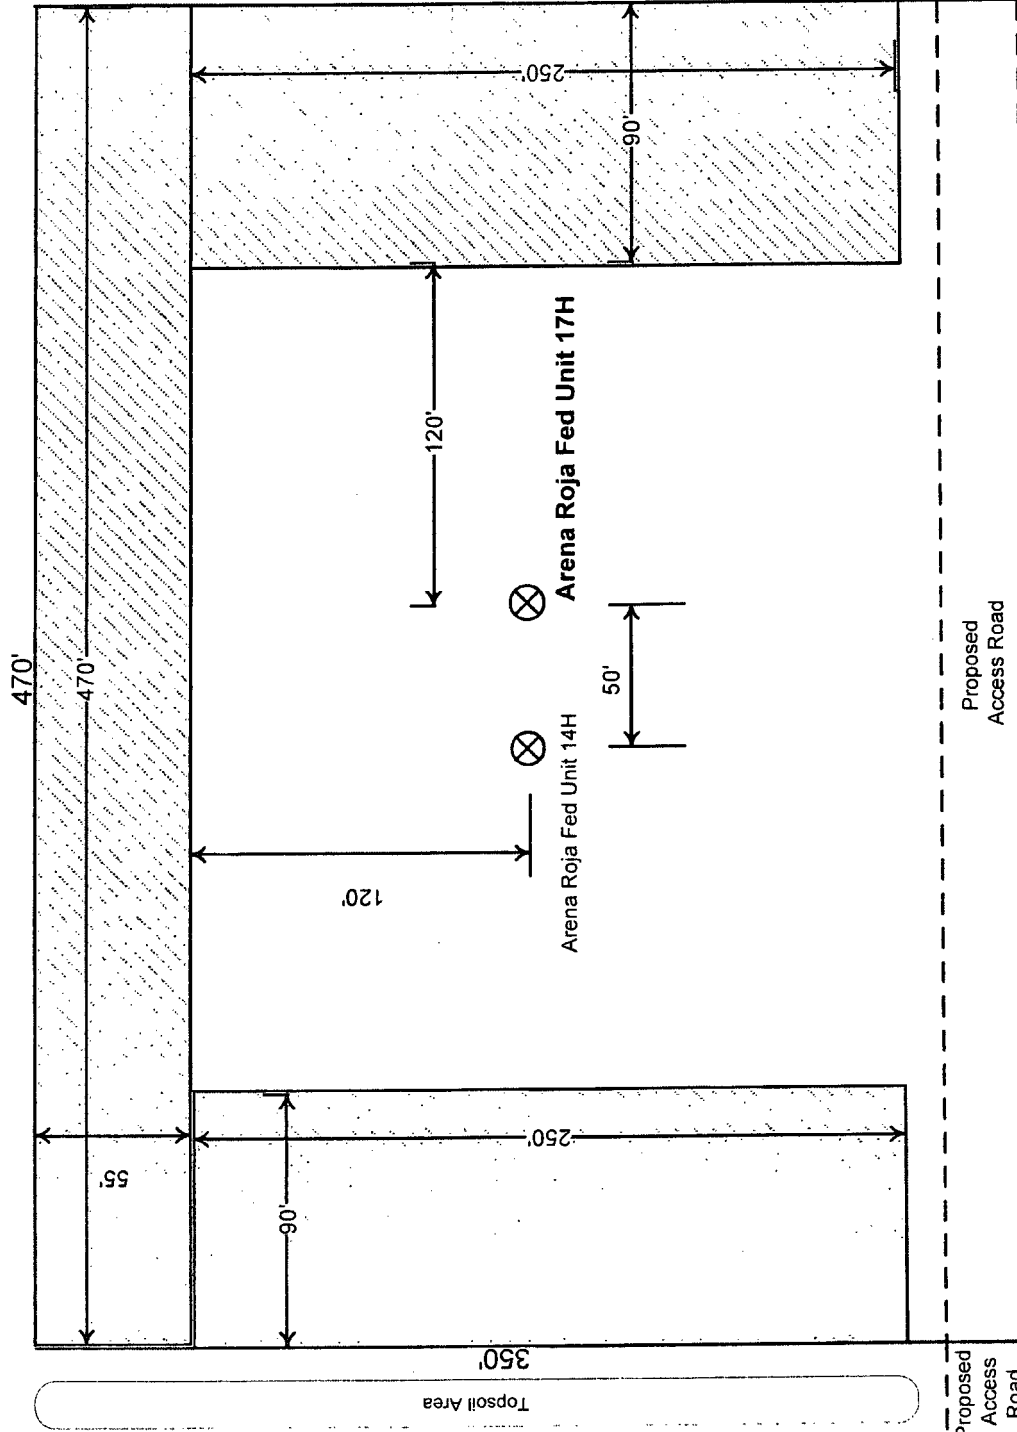 470'
470'
250'
90'
120'
Arena Roja Fed Unit 17H
50'
Arena Roja Fed Unit 14H
120'
55'
250'
90'
350'
Topsoil Area
Proposed
Access Road
Proposed
Access
Road